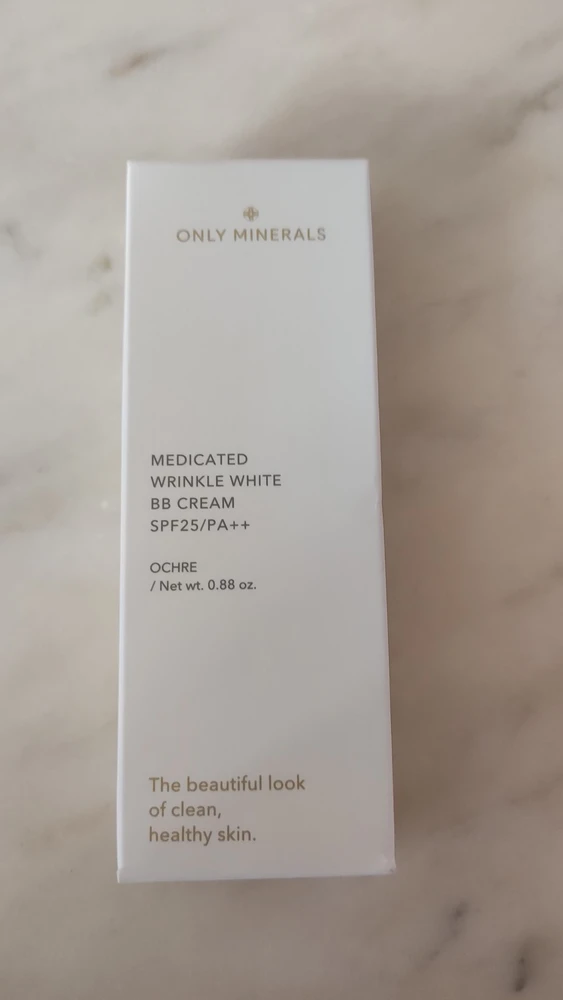 ONLY MINERALS
MEDICATED
WRINKLE WHITE
BB CREAM
SPF25/PA++
OCHRE
/ Net wt. 0.88 oz.
The beautiful look
of clean,
healthy skin.